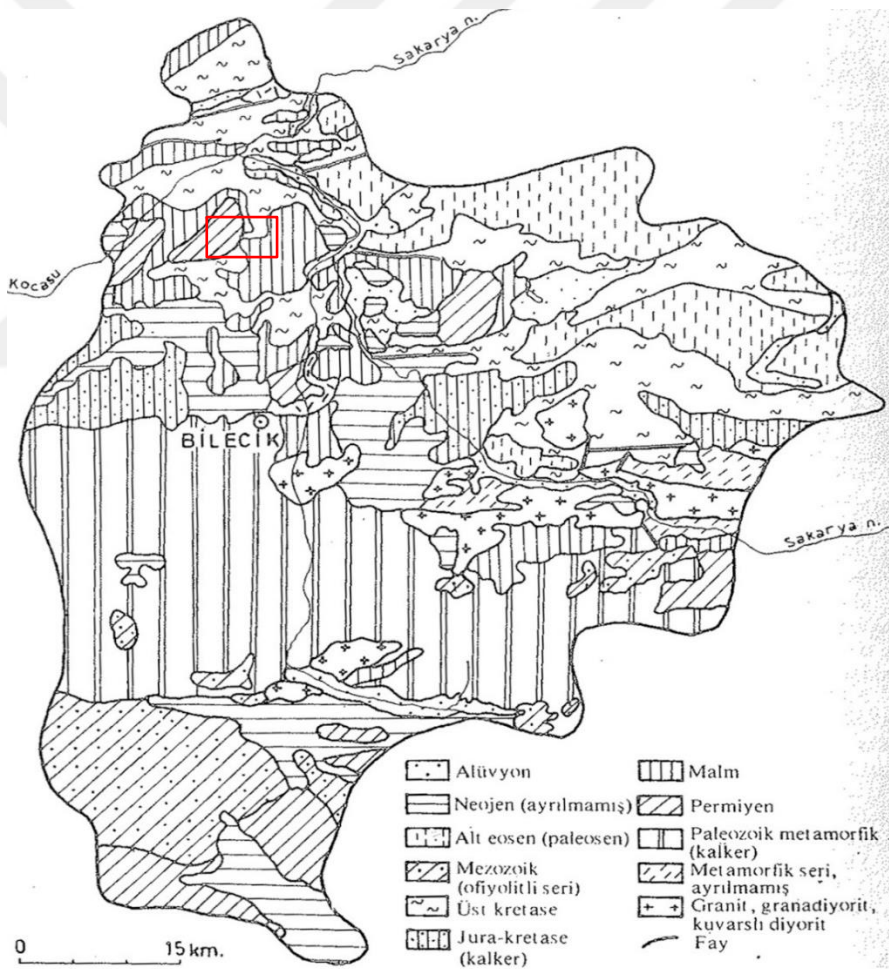 Sakarya n.
Kocasu
BİLECİK
Sakarya n.
Alüvyon
Neojen (ayrılmamış)
Alt eosen (paleosen)
Mezozoik
(ofiyolitli seri)
Üst kretase
Jura-kretase
(kalker)
Malm
Permiyen
Paleozoik metamorfik
(kalker)
Metamorfik seri,
ayrılmamış
Granit, granadiyorit,
kuvarslı diyorit
Fay
0 15 km.